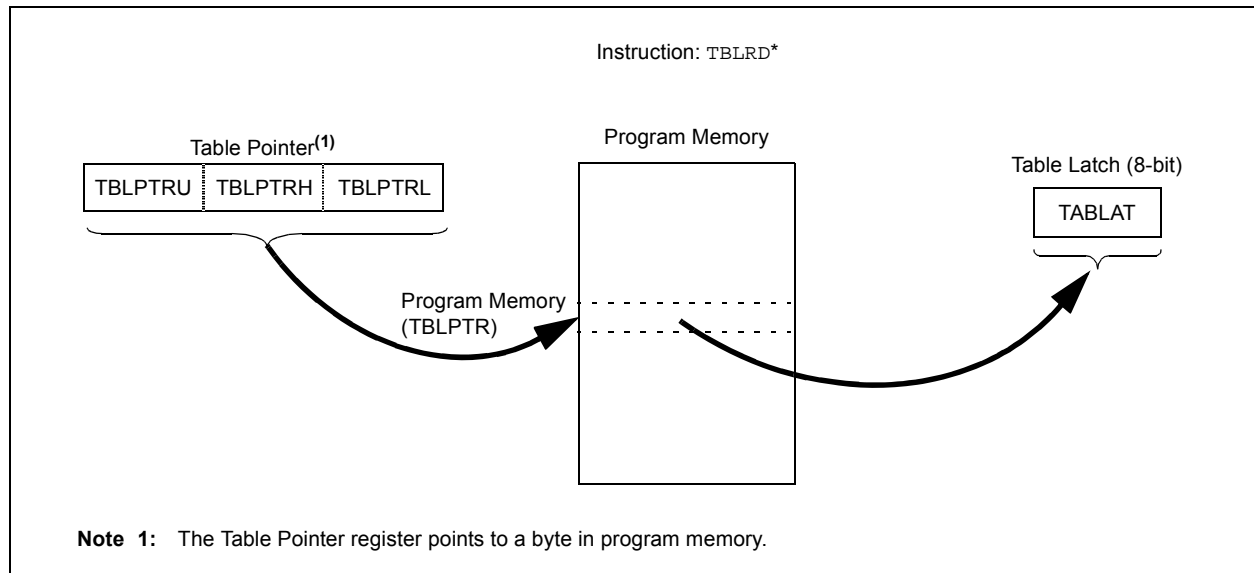 Instruction: TBLRD*
Table Pointer(1)
TBLPTRU TBLPTRH TBLPTRL
Program Memory
Table Latch (8-bit)
TABLAT
Program Memory
(TBLPTR)
Note 1: The Table Pointer register points to a byte in program memory.